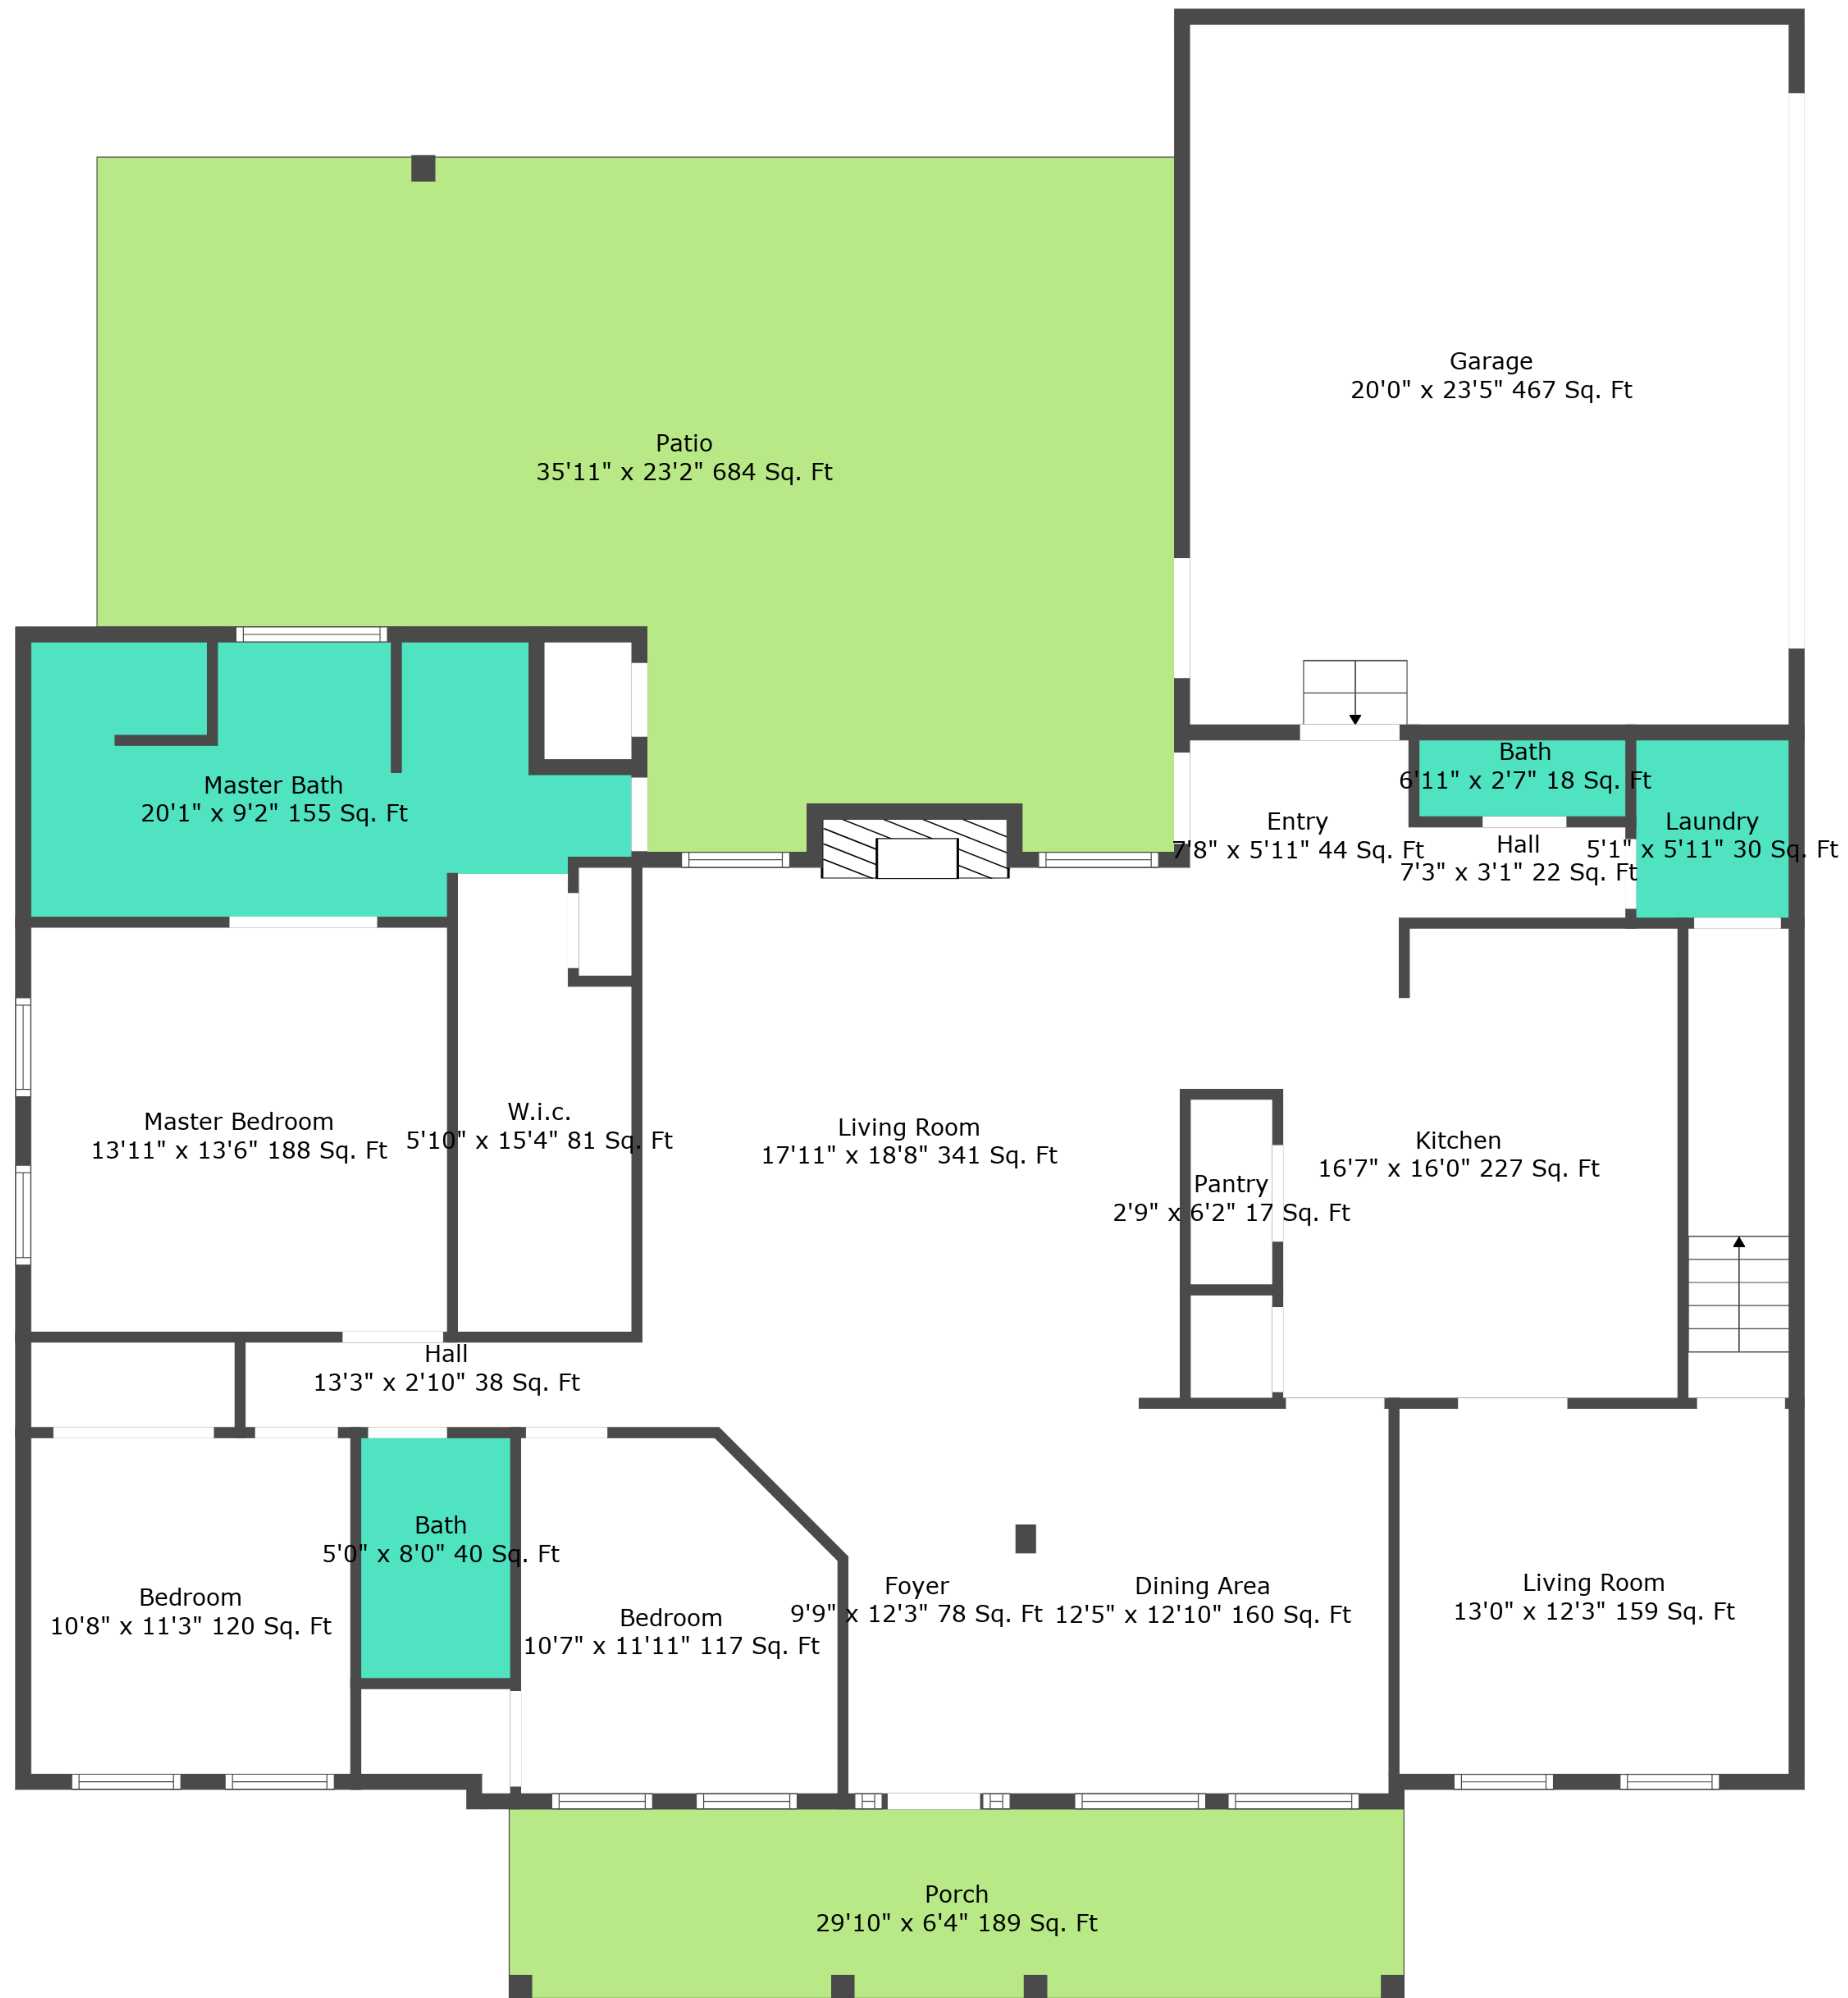 Garage
20'0" x 23'5" 467 Sq. Ft
Patio
35'11" x 23'2" 684 Sq. Ft
Bath
6'11" x 2'7" 18 Sq. Ft
Master Bath
20'1" x 9'2" 155 Sq. Ft
Entry
7'8" x 5'11" 44 Sq. Ft
Hall
7'3" x 3'1" 22 Sq. Ft
Laundry
5'1" x 5'11" 30 Sq. Ft
Master Bedroom
13'11" x 13'6" 188 Sq. Ft
W.i.c.
5'10" x 15'4" 81 Sq. Ft
Living Room
17'11" x 18'8" 341 Sq. Ft
Pantry
2'9" x 6'2" 17 Sq. Ft
Kitchen
16'7" x 16'0" 227 Sq. Ft
Hall
13'3" x 2'10" 38 Sq. Ft
Bath
5'0" x 8'0" 40 Sq. Ft
Bedroom
10'8" x 11'3" 120 Sq. Ft
Bedroom
10'7" x 11'11" 117 Sq. Ft
Foyer
9'9" x 12'3" 78 Sq. Ft
Dining Area
12'5" x 12'10" 160 Sq. Ft
Living Room
13'0" x 12'3" 159 Sq. Ft
Porch
29'10" x 6'4" 189 Sq. Ft